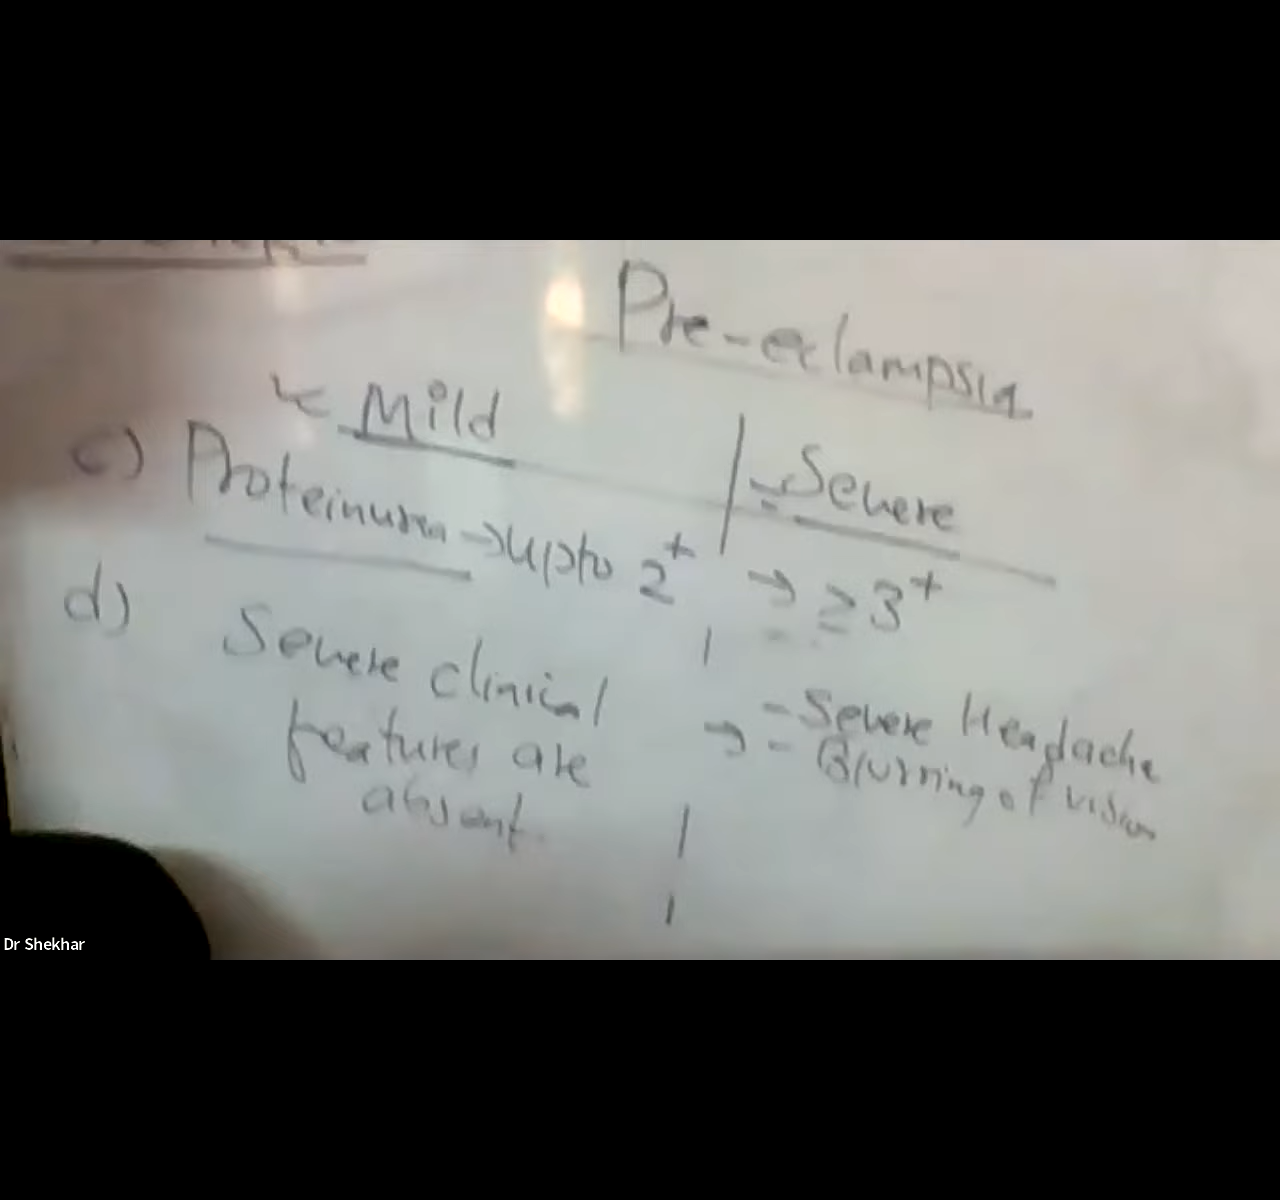 Pre-eclampsia
Mild
Severe
c) Proteinuria → upto 2+ → ≥3+
d) Severe clinical
features are
absent.
→ - Severe Headache
- Blurring of vision
Dr Shekhar